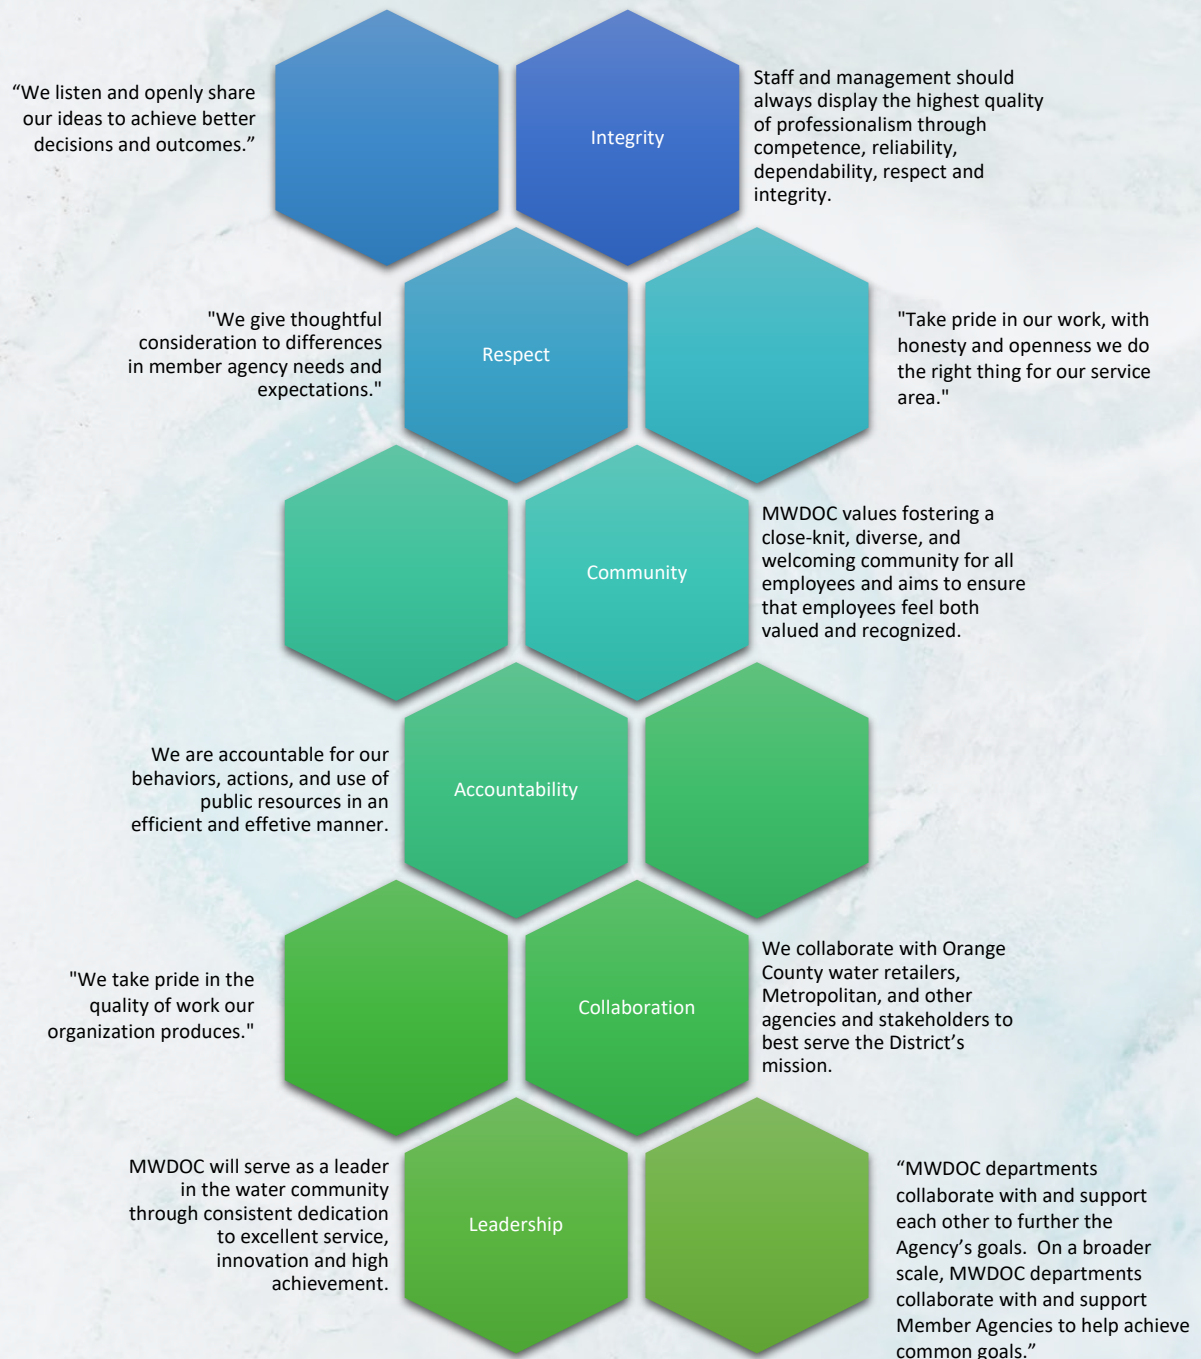 “We listen and openly share
our ideas to achieve better
decisions and outcomes.”
Integrity
Staff and management should
always display the highest quality
of professionalism through
competence, reliability,
dependability, respect and
integrity.
"We give thoughtful
consideration to differences
in member agency needs and
expectations."
Respect
"Take pride in our work, with
honesty and openness we do
the right thing for our service
area."
Community
MWDOC values fostering a
close-knit, diverse, and
welcoming community for all
employees and aims to ensure
that employees feel both
valued and recognized.
We are accountable for our
behaviors, actions, and use of
public resources in an
efficient and effetive manner.
Accountability
"We take pride in the
quality of work our
organization produces."
Collaboration
We collaborate with Orange
County water retailers,
Metropolitan, and other
agencies and stakeholders to
best serve the District’s
mission.
MWDOC will serve as a leader
in the water community
through consistent dedication
to excellent service,
innovation and high
achievement.
Leadership
“MWDOC departments
collaborate with and support
each other to further the
Agency’s goals.  On a broader
scale, MWDOC departments
collaborate with and support
Member Agencies to help achieve
common goals.”